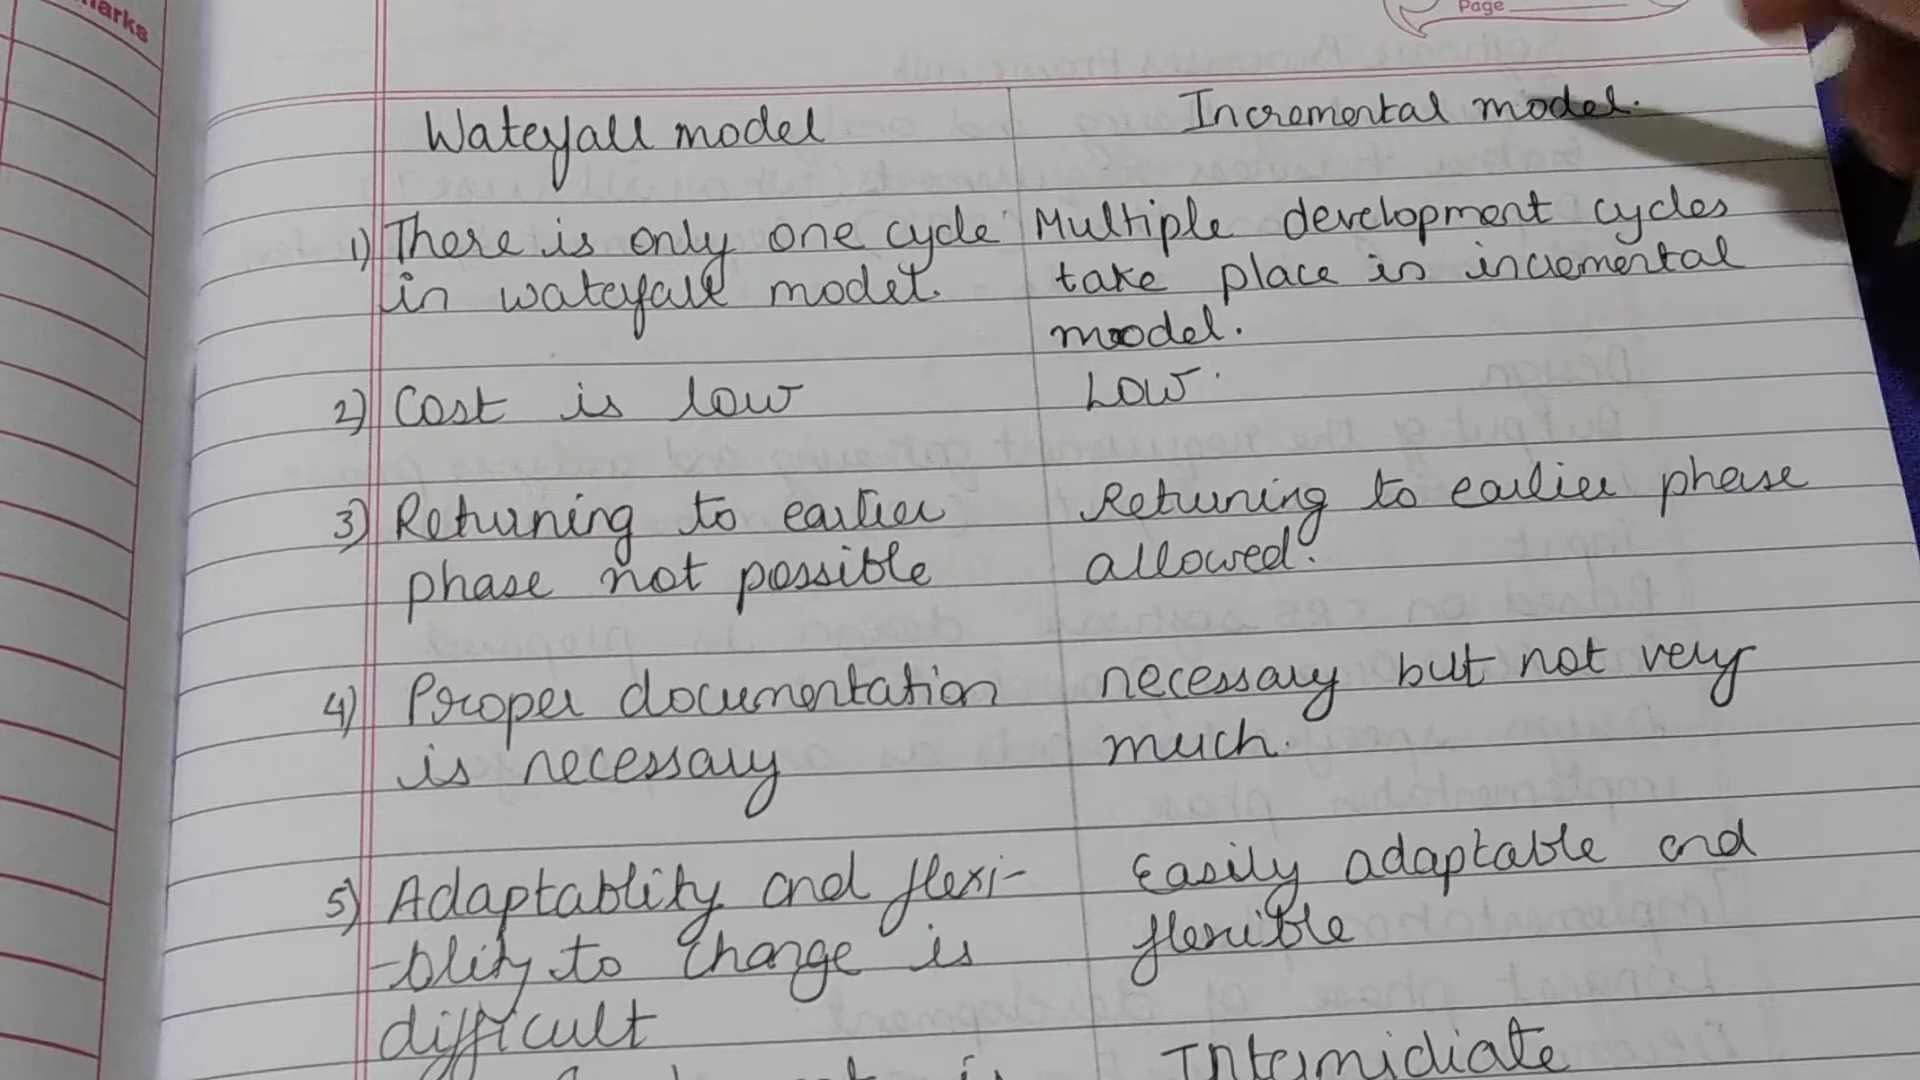 arks
Page
Waterfall model
Incremental model.
1) There is only one cycle
in waterfall model.
Multiple development cycles
take place is incremental
model.
2) Cost is low
Low.
3) Returning to earlier
phase not possible
Returning to earlier phase
allowed.
4) Proper documentation
is necessary
necessary but not very
much.
5) Adaptablity and flexi-
-blity to change is
difficult
Easily adaptable and
flexible
Intermidiate